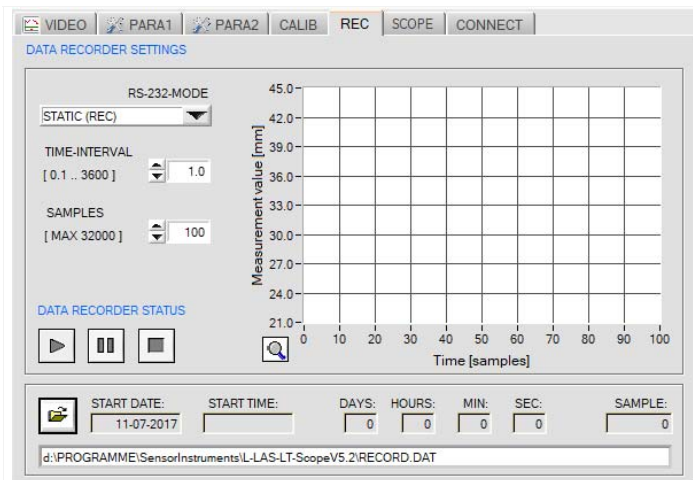 VIDEO PARA1 PARA2 CALIB REC SCOPE CONNECT
DATA RECORDER SETTINGS
RS-232-MODE
STATIC (REC)
TIME-INTERVAL
[ 0.1 .. 3600 ] 1.0
SAMPLES
[ MAX 32000 ] 100
DATA RECORDER STATUS
Measurement value [mm]
45.0
42.0
39.0
36.0
33.0
30.0
27.0
24.0
21.0
0 10 20 30 40 50 60 70 80 90 100
Time [samples]
START DATE: START TIME: DAYS: HOURS: MIN: SEC: SAMPLE:
11-07-2017 0 0 0 0 0
d:\PROGRAMME\SensorInstruments\L-LAS-LT-ScopeV5.2\RECORD.DAT